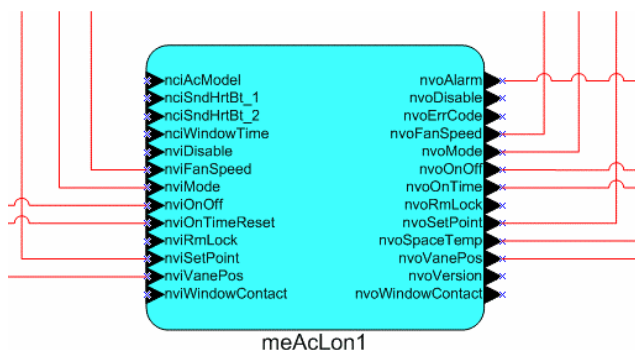 nciAcModel
nciSndHrtBt_1
nciSndHrtBt_2
nciWindowTime
nviDisable
nviFanSpeed
nviMode
nviOnOff
nviOnTimeReset
nviRmLock
nviSetPoint
nviVanePos
nviWindowContact
nvoAlarm
nvoDisable
nvoErrCode
nvoFanSpeed
nvoMode
nvoOnOff
nvoOnTime
nvoRmLock
nvoSetPoint
nvoSpaceTemp
nvoVanePos
nvoVersion
nvoWindowContact
meAcLon1